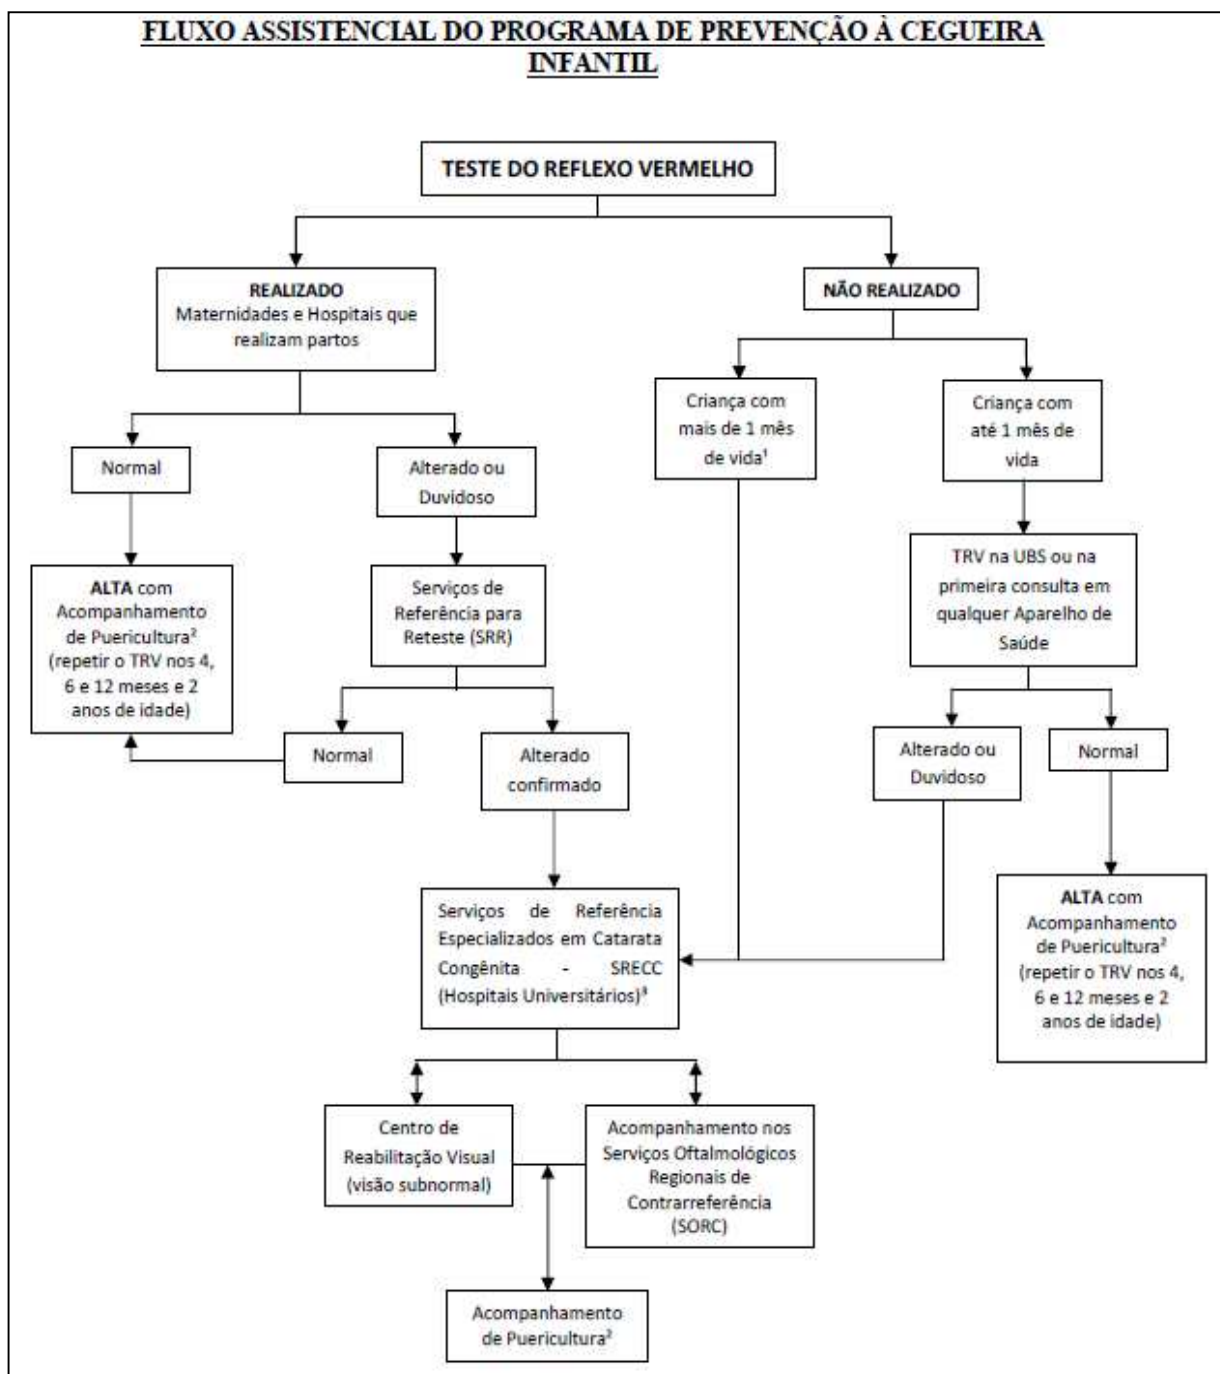 FLUXO ASSISTENCIAL DO PROGRAMA DE PREVENÇÃO À CEGUEIRA
INFANTIL
TESTE DO REFLEXO VERMELHO
REALIZADO
Maternidades e Hospitais que
realizam partos
NÃO REALIZADO
Normal
Alterado ou
Duvidoso
Criança com
mais de 1 mês
de vida¹
Criança com
até 1 mês de
vida
ALTA com
Acompanhamento
de Puericultura²
(repetir o TRV nos 4,
6 e 12 meses e 2
anos de idade)
Serviços de
Referência para
Reteste (SRR)
TRV na UBS ou na
primeira consulta em
qualquer Aparelho de
Saúde
Normal
Alterado
confirmado
Alterado ou
Duvidoso
Normal
Serviços de Referência
Especializados em Catarata
Congênita - SRECC
(Hospitais Universitários)³
ALTA com
Acompanhamento
de Puericultura²
(repetir o TRV nos 4,
6 e 12 meses e 2
anos de idade)
Centro de
Reabilitação Visual
(visão subnormal)
Acompanhamento nos
Serviços Oftalmológicos
Regionais de
Contrarreferência
(SORC)
Acompanhamento
de Puericultura²